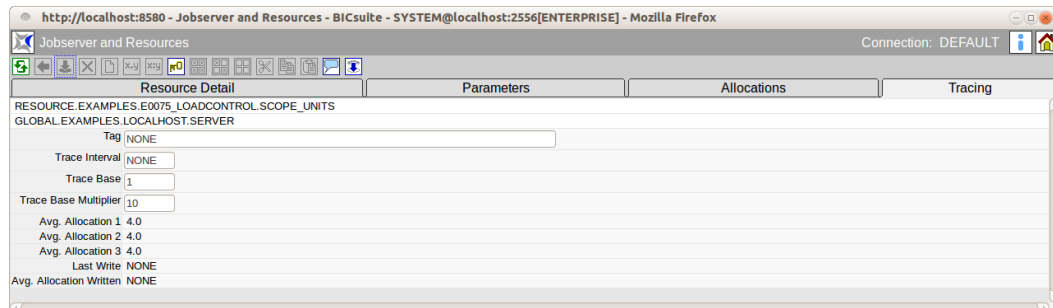 http://localhost:8580 - Jobserver and Resources - BICsuite - SYSTEM@localhost:2556[ENTERPRISE] - Mozilla Firefox
Jobserver and Resources Connection: DEFAULT
Resource Detail Parameters Allocations Tracing
RESOURCE.EXAMPLES.E0075_LOADCONTROL.SCOPE_UNITS
GLOBAL.EXAMPLES.LOCALHOST.SERVER
Tag NONE
Trace Interval NONE
Trace Base 1
Trace Base Multiplier 10
Avg. Allocation 1 4.0
Avg. Allocation 2 4.0
Avg. Allocation 3 4.0
Last Write NONE
Avg. Allocation Written NONE